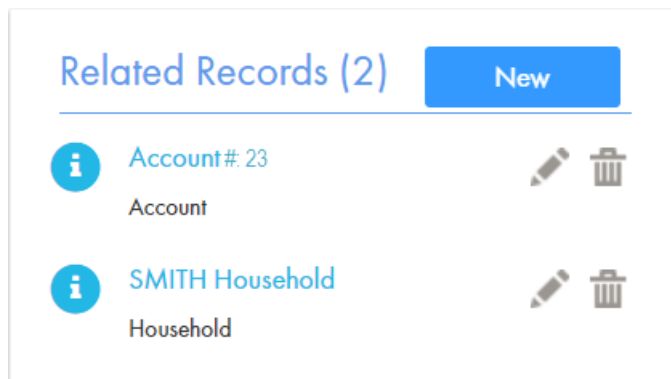 Related Records (2) New
Account #: 23
Account
SMITH Household
Household